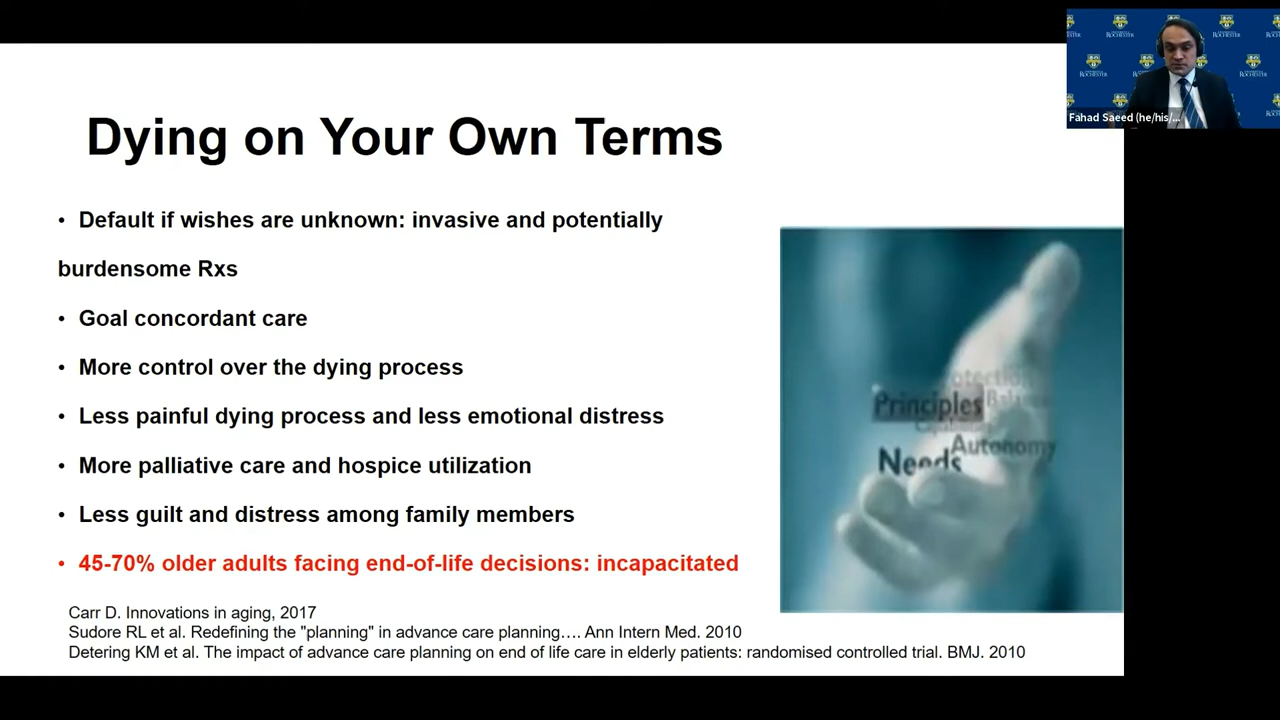 Dying on Your Own Terms
• Default if wishes are unknown: invasive and potentially
burdensome Rxs
• Goal concordant care
• More control over the dying process
• Less painful dying process and less emotional distress
• More palliative care and hospice utilization
• Less guilt and distress among family members
• 45-70% older adults facing end-of-life decisions: incapacitated
Carr D. Innovations in aging, 2017
Sudore RL et al. Redefining the "planning" in advance care planning…. Ann Intern Med. 2010
Detering KM et al. The impact of advance care planning on end of life care in elderly patients: randomised controlled trial. BMJ. 2010
Principles
Autonomy
Needs
Fahad Saeed (he/his/...
ROCHESTER